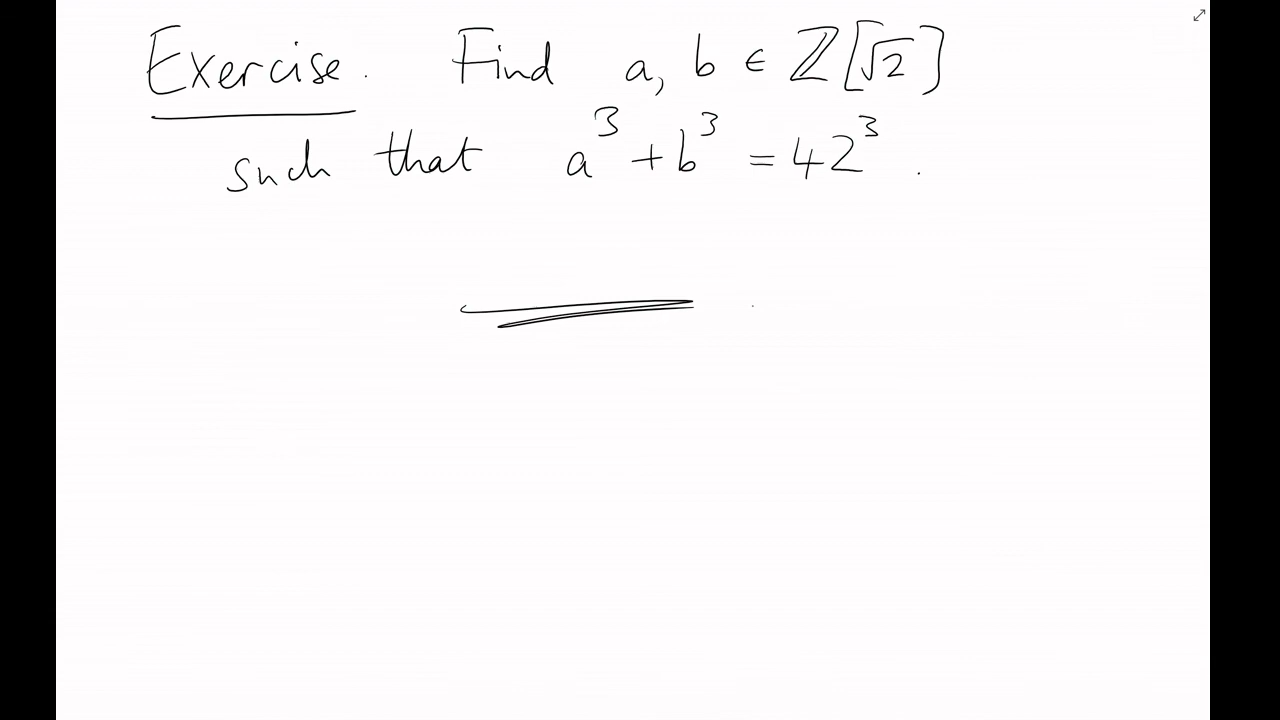 Exercise. Find a, b ∈ ℤ[√2]
such that a³ + b³ = 42³.